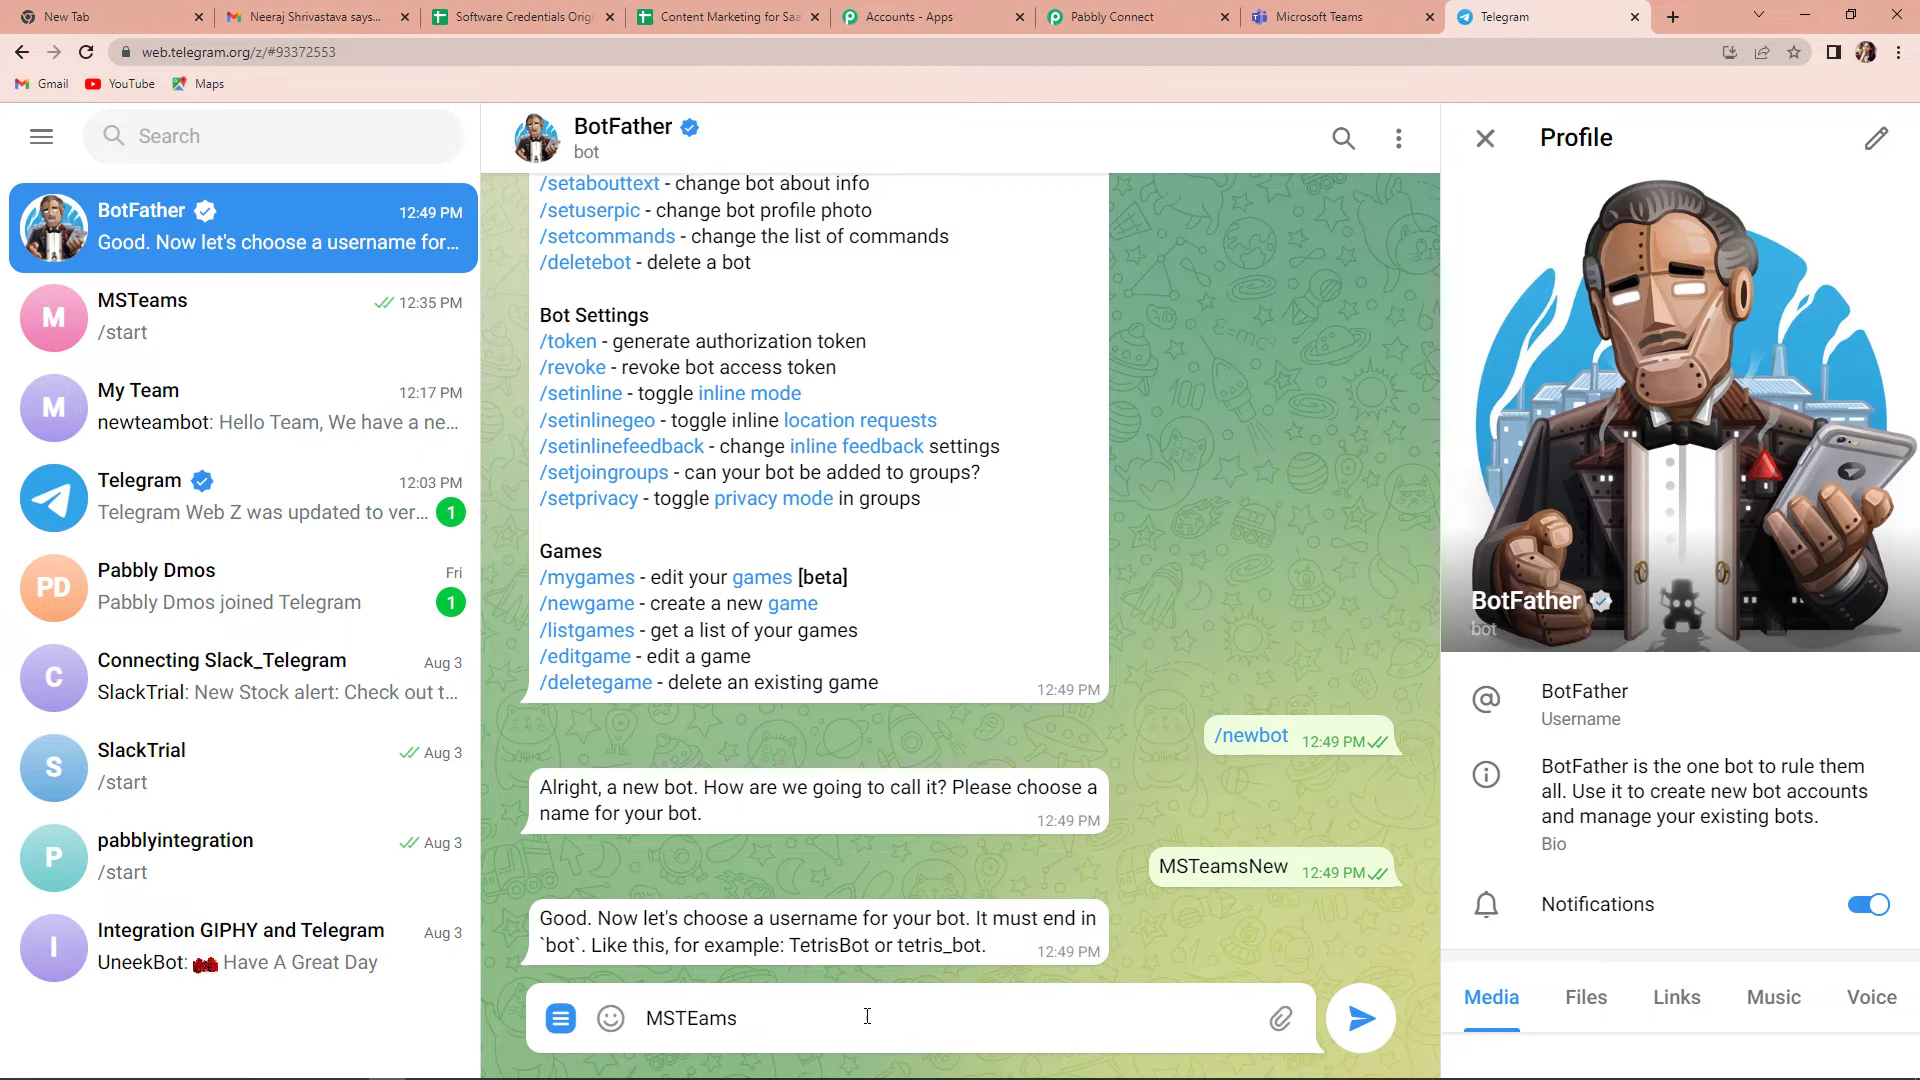 New Tab
Neeraj Shrivastava says...
Software Credentials Origi
Content Marketing for Saa
Accounts - Apps
Pabbly Connect
Microsoft Teams
Telegram
web.telegram.org/z/#93372553
Gmail
YouTube
Maps
Search
BotFather
12:49 PM
Good. Now let's choose a username for...
M
MSTeams
12:35 PM
/start
M
My Team
12:17 PM
newteambot: Hello Team, We have a ne...
Telegram
12:03 PM
Telegram Web Z was updated to ver...
1
PD
Pabbly Dmos
Fri
Pabbly Dmos joined Telegram
1
C
Connecting Slack_Telegram
Aug 3
SlackTrial: New Stock alert: Check out t...
S
SlackTrial
Aug 3
/start
P
pabblyintegration
Aug 3
/start
I
Integration GIPHY and Telegram
Aug 3
UneekBot: Have A Great Day
BotFather
bot
/setabouttext - change bot about info
/setuserpic - change bot profile photo
/setcommands - change the list of commands
/deletebot - delete a bot
Bot Settings
/token - generate authorization token
/revoke - revoke bot access token
/setinline - toggle inline mode
/setinlinegeo - toggle inline location requests
/setinlinefeedback - change inline feedback settings
/setjoingroups - can your bot be added to groups?
/setprivacy - toggle privacy mode in groups
Games
/mygames - edit your games [beta]
/newgame - create a new game
/listgames - get a list of your games
/editgame - edit a game
/deletegame - delete an existing game
12:49 PM
/newbot
12:49 PM
Alright, a new bot. How are we going to call it? Please choose a
name for your bot.
12:49 PM
MSTeamsNew
12:49 PM
Good. Now let's choose a username for your bot. It must end in
`bot`. Like this, for example: TetrisBot or tetris_bot.
12:49 PM
MSTEams
Profile
BotFather
bot
BotFather
Username
BotFather is the one bot to rule them
all. Use it to create new bot accounts
and manage your existing bots.
Bio
Notifications
Media
Files
Links
Music
Voice